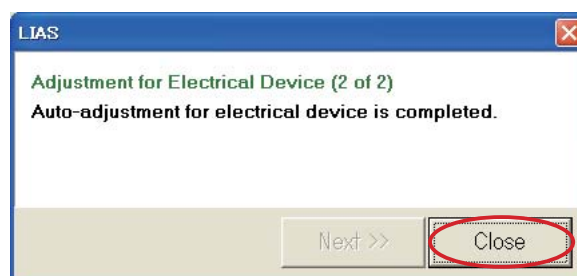 LIAS
Adjustment for Electrical Device (2 of 2)
Auto-adjustment for electrical device is completed.
Next >>
Close